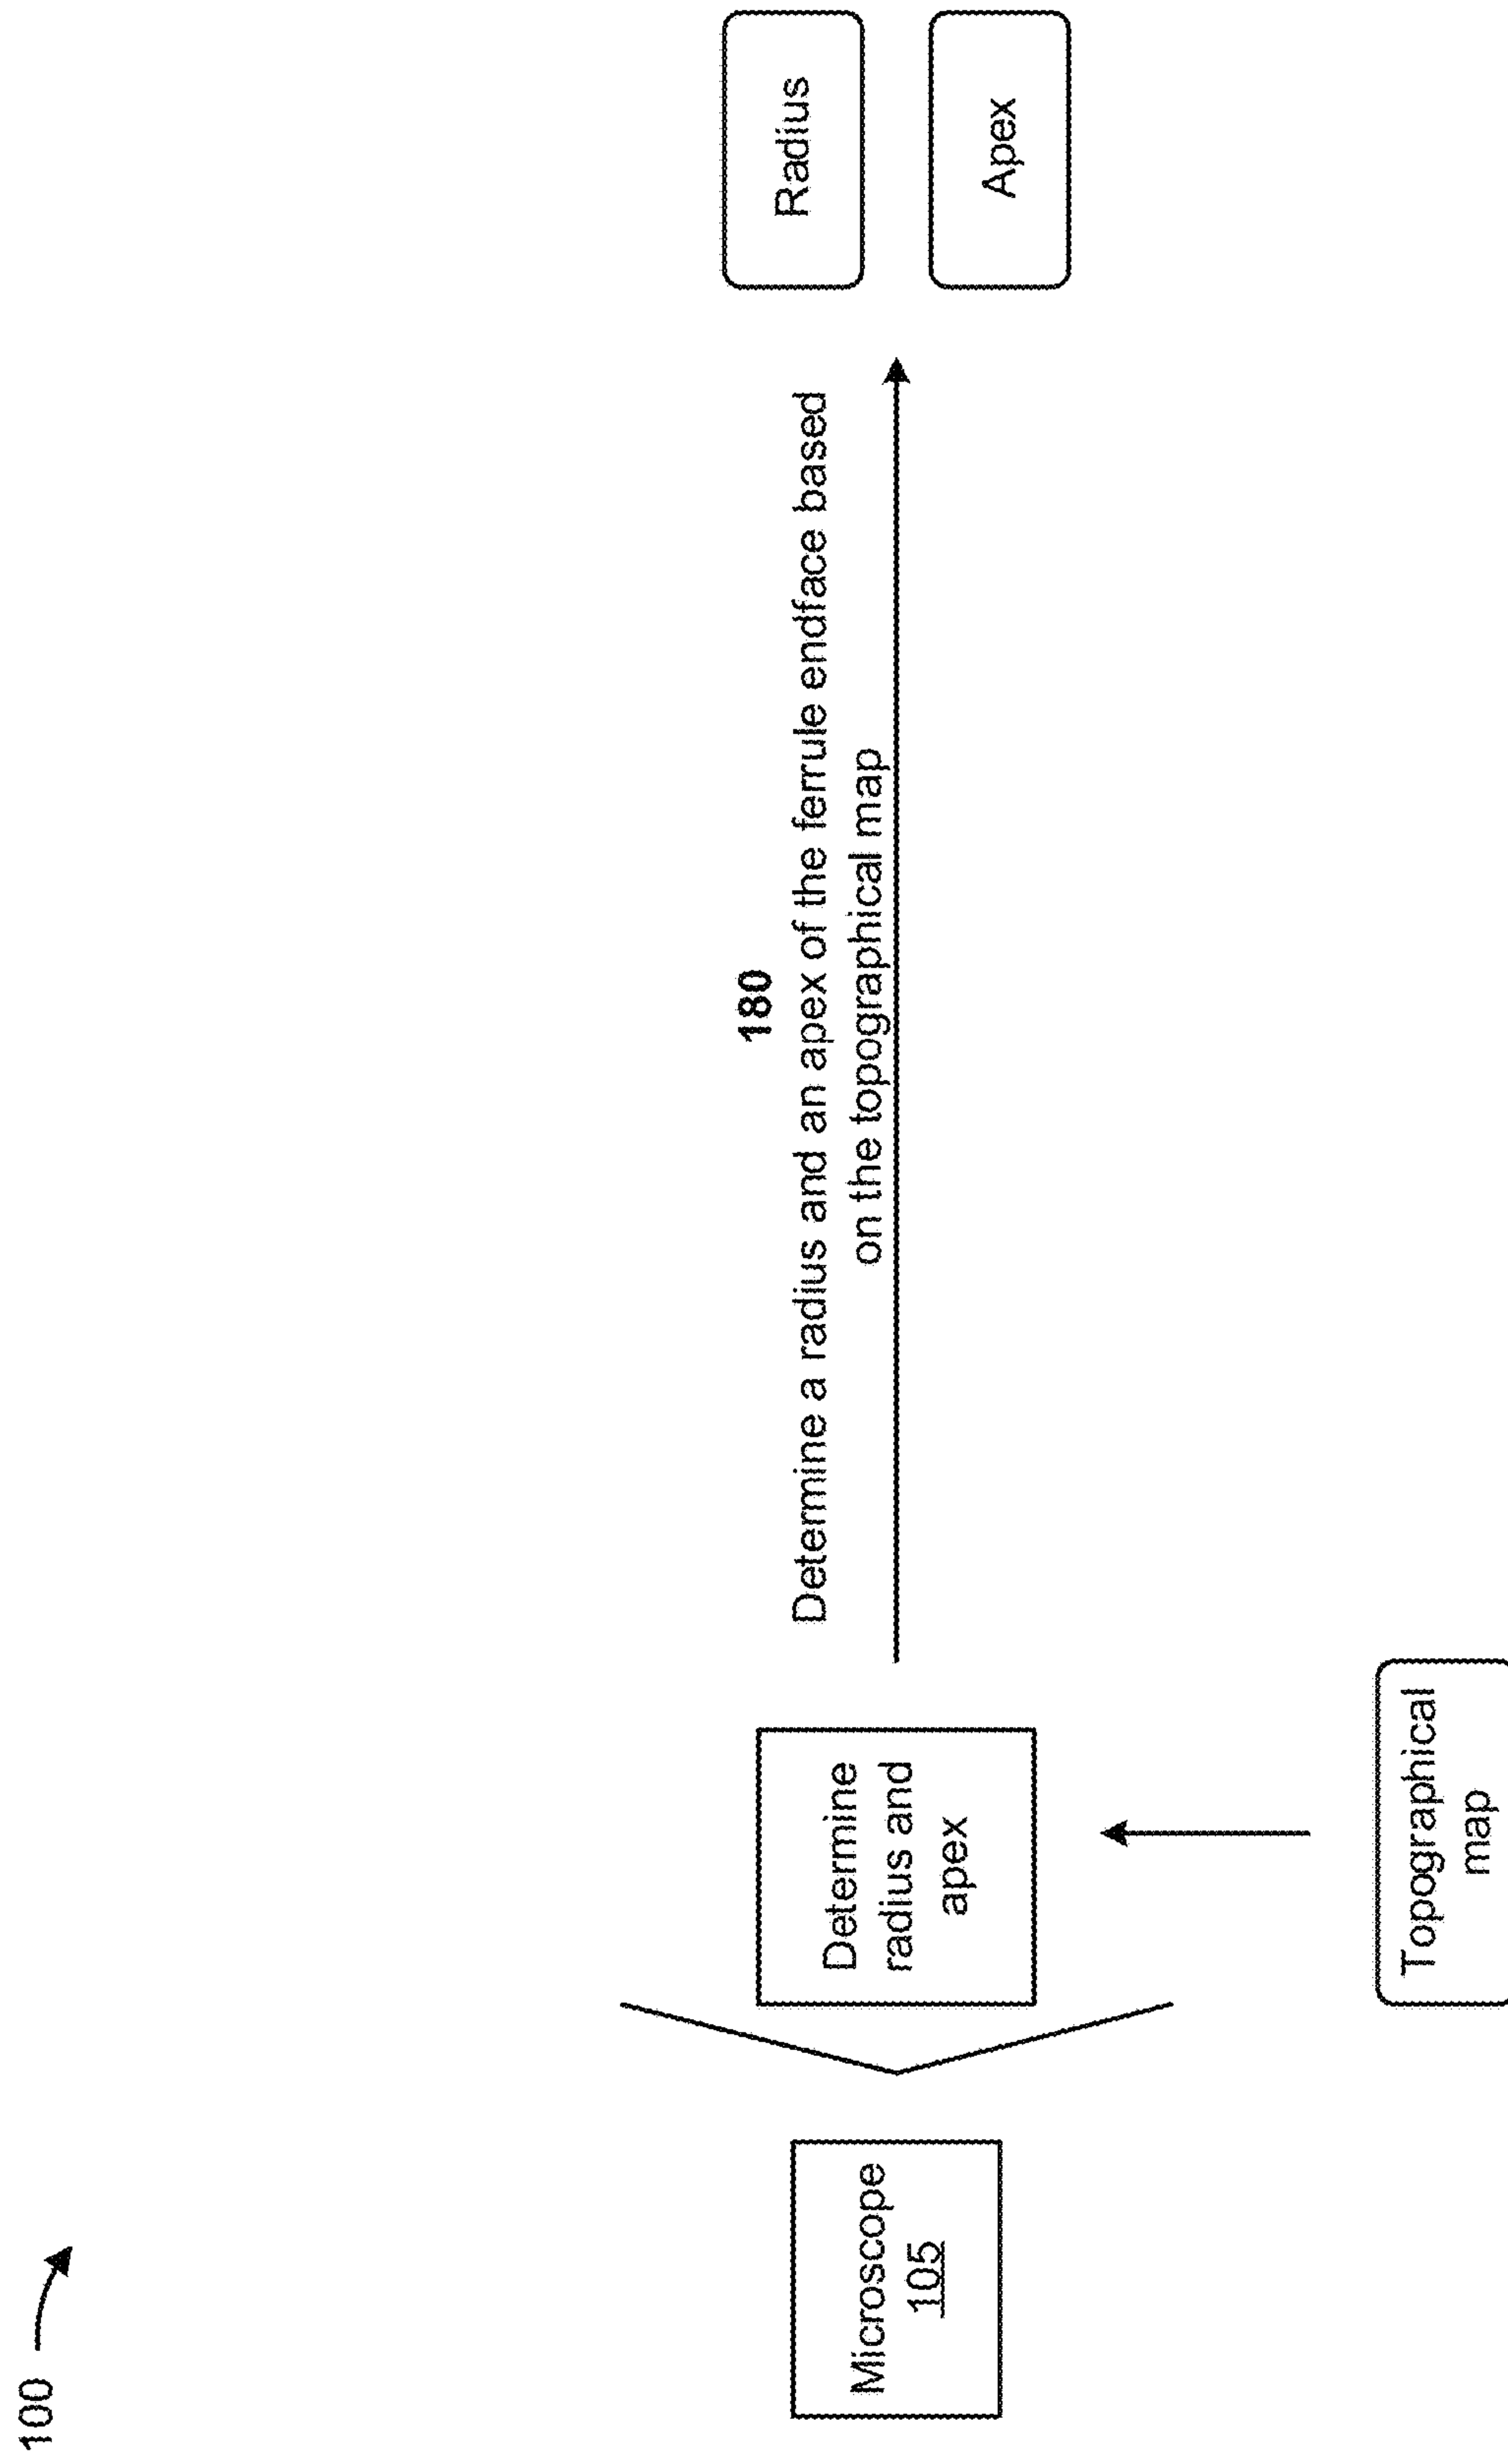 100
180
Determine a radius and an apex of the ferrule endface based
on the topographical map
Microscope
105
Determine
radius and
apex
Radius
Apex
Topographical
map